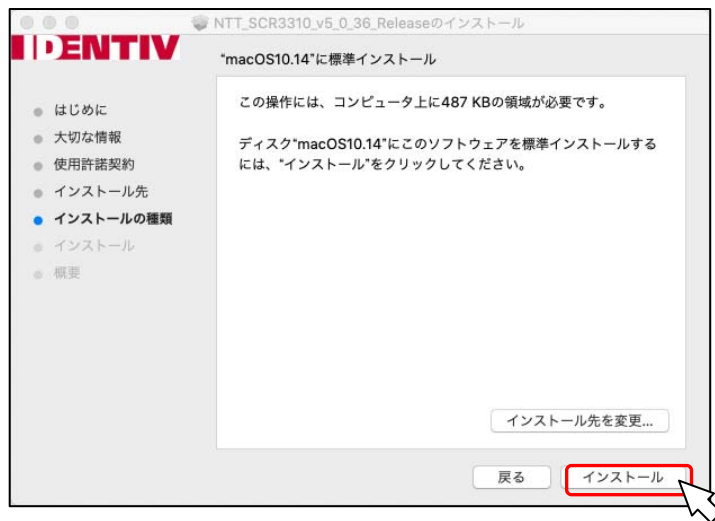 NTT_SCR3310_v5_0_36_Releaseのインストール
IDENTIV
“macOS10.14”に標準インストール
はじめに
大切な情報
使用許諾契約
インストール先
インストールの種類
インストール
概要
この操作には、コンピュータ上に487 KBの領域が必要です。
ディスク“macOS10.14”にこのソフトウェアを標準インストールする
には、“インストール”をクリックしてください。
インストール先を変更...
戻る
インストール